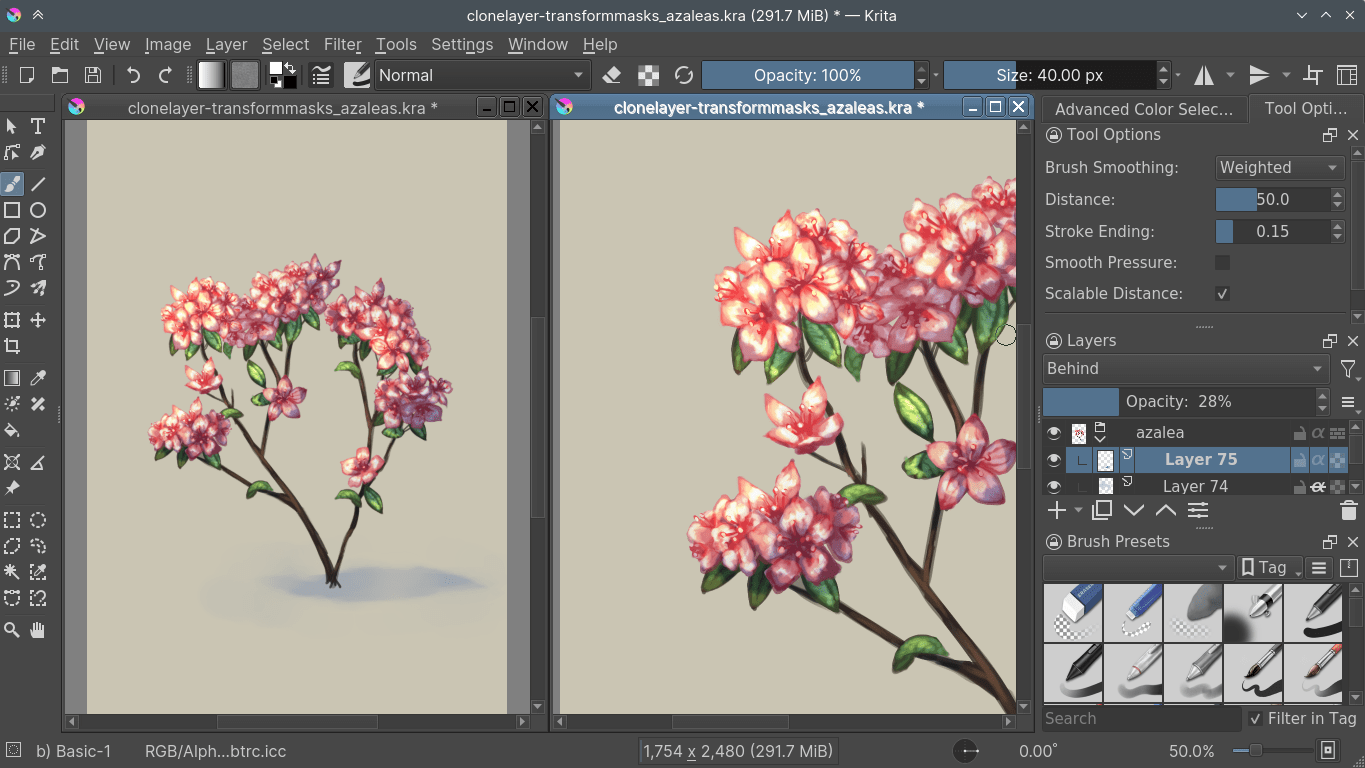 clonelayer-transformmasks_azaleas.kra (291.7 MiB) * — Krita
File Edit View Image Layer Select Filter Tools Settings Window Help
Normal
Opacity: 100%
Size: 40.00 px
clonelayer-transformmasks_azaleas.kra *
clonelayer-transformmasks_azaleas.kra *
Advanced Color Selec...
Tool Opti...
Tool Options
Brush Smoothing: Weighted
Distance: 50.0
Stroke Ending: 0.15
Smooth Pressure:
Scalable Distance:
Layers
Behind
Opacity: 28%
azalea
Layer 75
Layer 74
Brush Presets
Tag
Search
Filter in Tag
b) Basic-1
RGB/Alph...btrc.icc
1,754 x 2,480 (291.7 MiB)
0.00°
50.0%